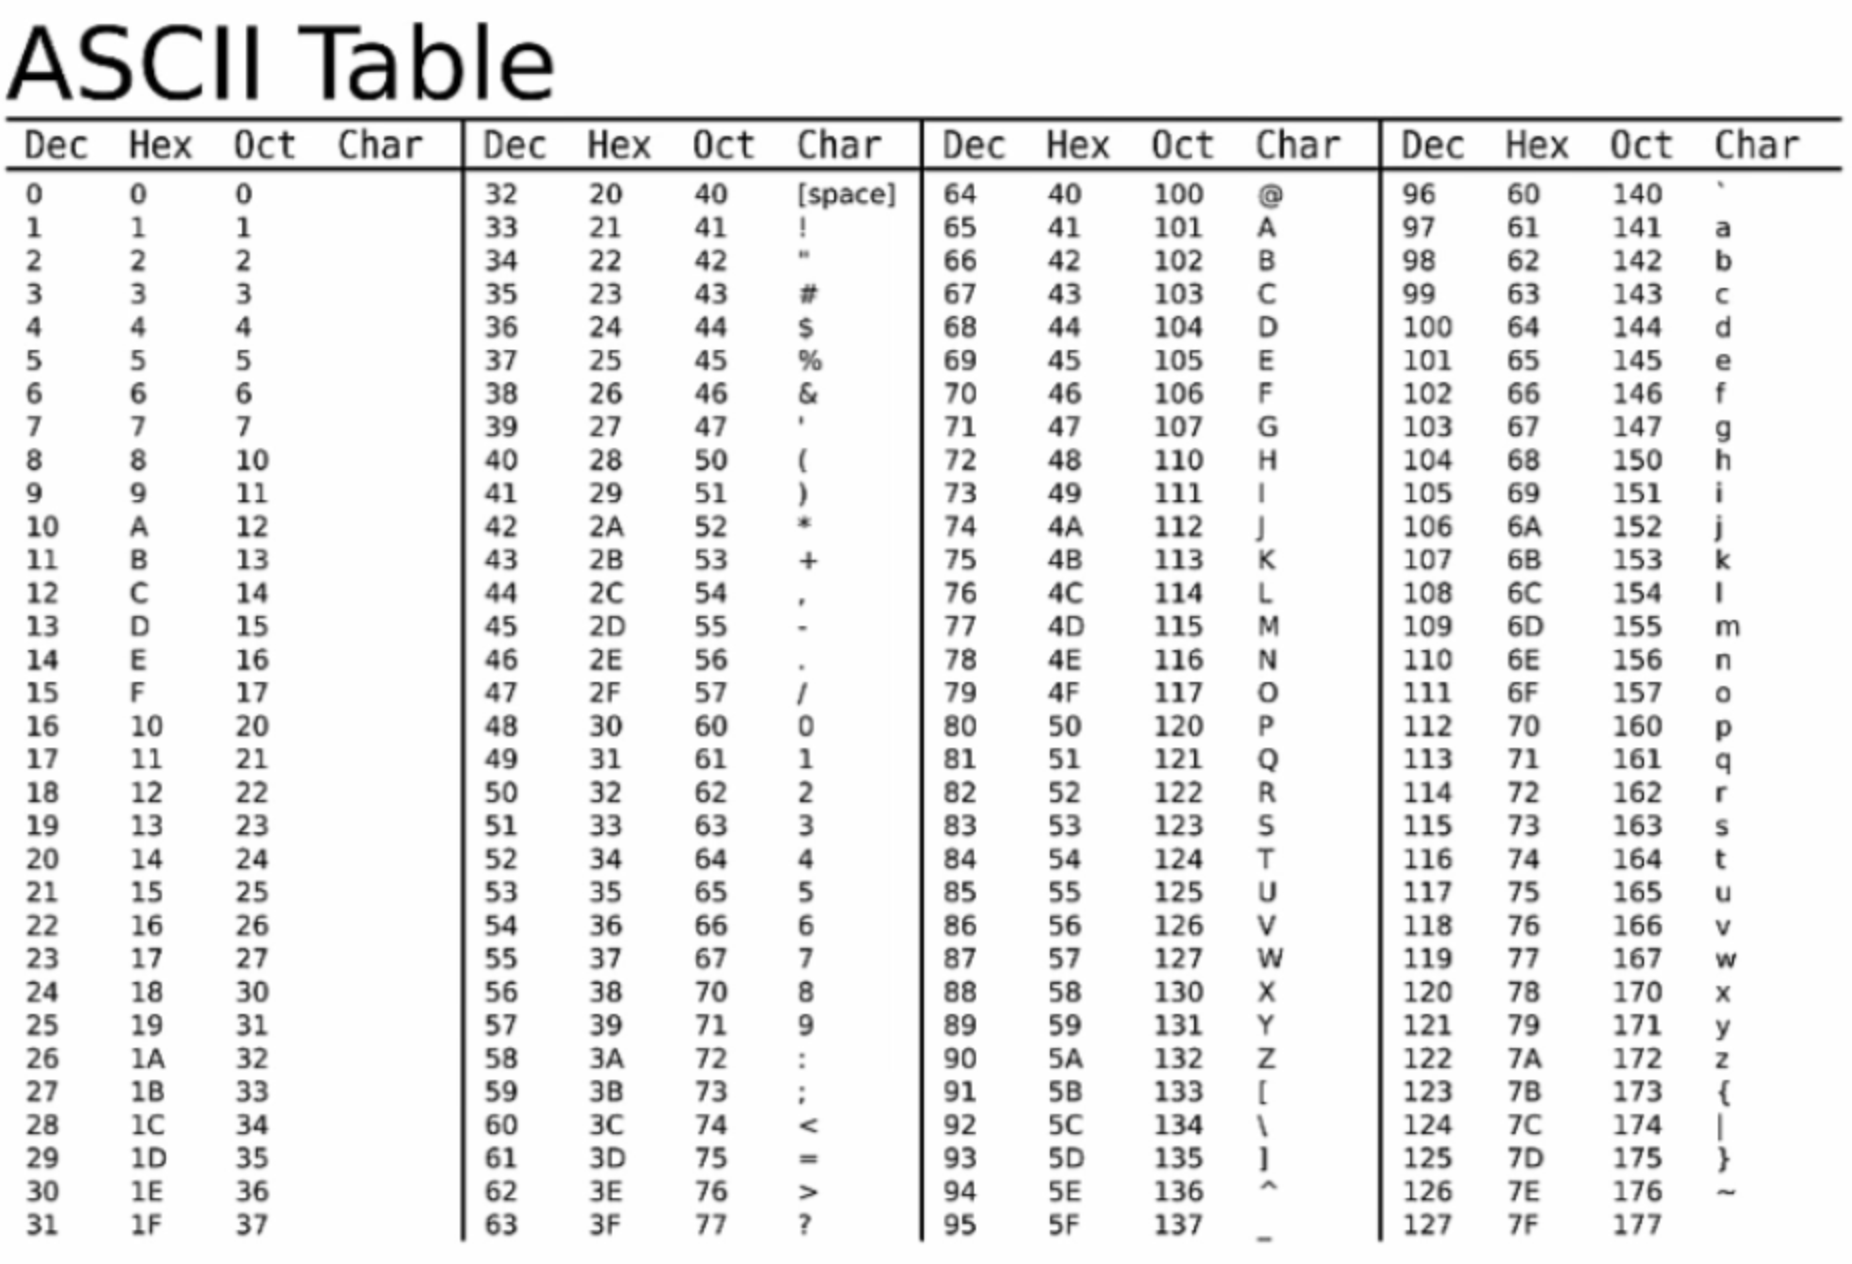 ASCII Table
Dec Hex Oct Char Dec Hex Oct Char Dec Hex Oct Char Dec Hex Oct Char
0 0 0 32 20 40 [space] 64 40 100 @ 96 60 140 `
1 1 1 33 21 41 ! 65 41 101 A 97 61 141 a
2 2 2 34 22 42 " 66 42 102 B 98 62 142 b
3 3 3 35 23 43 # 67 43 103 C 99 63 143 c
4 4 4 36 24 44 $ 68 44 104 D 100 64 144 d
5 5 5 37 25 45 % 69 45 105 E 101 65 145 e
6 6 6 38 26 46 & 70 46 106 F 102 66 146 f
7 7 7 39 27 47 ' 71 47 107 G 103 67 147 g
8 8 10 40 28 50 ( 72 48 110 H 104 68 150 h
9 9 11 41 29 51 ) 73 49 111 I 105 69 151 i
10 A 12 42 2A 52 * 74 4A 112 J 106 6A 152 j
11 B 13 43 2B 53 + 75 4B 113 K 107 6B 153 k
12 C 14 44 2C 54 , 76 4C 114 L 108 6C 154 l
13 D 15 45 2D 55 - 77 4D 115 M 109 6D 155 m
14 E 16 46 2E 56 . 78 4E 116 N 110 6E 156 n
15 F 17 47 2F 57 / 79 4F 117 O 111 6F 157 o
16 10 20 48 30 60 0 80 50 120 P 112 70 160 p
17 11 21 49 31 61 1 81 51 121 Q 113 71 161 q
18 12 22 50 32 62 2 82 52 122 R 114 72 162 r
19 13 23 51 33 63 3 83 53 123 S 115 73 163 s
20 14 24 52 34 64 4 84 54 124 T 116 74 164 t
21 15 25 53 35 65 5 85 55 125 U 117 75 165 u
22 16 26 54 36 66 6 86 56 126 V 118 76 166 v
23 17 27 55 37 67 7 87 57 127 W 119 77 167 w
24 18 30 56 38 70 8 88 58 130 X 120 78 170 x
25 19 31 57 39 71 9 89 59 131 Y 121 79 171 y
26 1A 32 58 3A 72 : 90 5A 132 Z 122 7A 172 z
27 1B 33 59 3B 73 ; 91 5B 133 [ 123 7B 173 {
28 1C 34 60 3C 74 < 92 5C 134 \ 124 7C 174 |
29 1D 35 61 3D 75 = 93 5D 135 ] 125 7D 175 }
30 1E 36 62 3E 76 > 94 5E 136 ^ 126 7E 176 ~
31 1F 37 63 3F 77 ? 95 5F 137 _ 127 7F 177